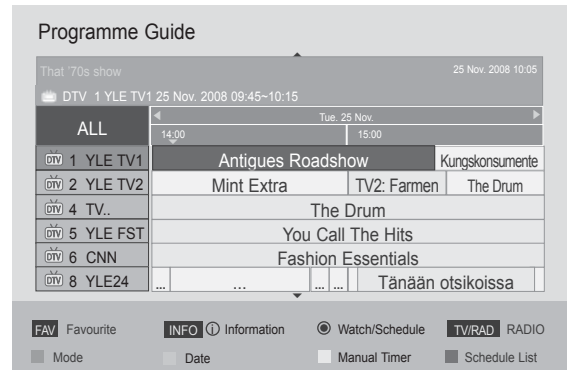 Programme Guide
That '70s show 25 Nov. 2008 10:05
DTV 1 YLE TV1 25 Nov. 2008 09:45~10:15
ALL Tue. 25 Nov.
14:00 15:00
DTV 1 YLE TV1 Antigues Roadshow Kungskonsumente
DTV 2 YLE TV2 Mint Extra TV2: Farmen The Drum
DTV 4 TV.. The Drum
DTV 5 YLE FST You Call The Hits
DTV 6 CNN Fashion Essentials
DTV 8 YLE24 ... ... ... ... Tänään otsikoissa
FAV Favourite INFO ⓘ Information Watch/Schedule TV/RAD RADIO
Mode Date Manual Timer Schedule List